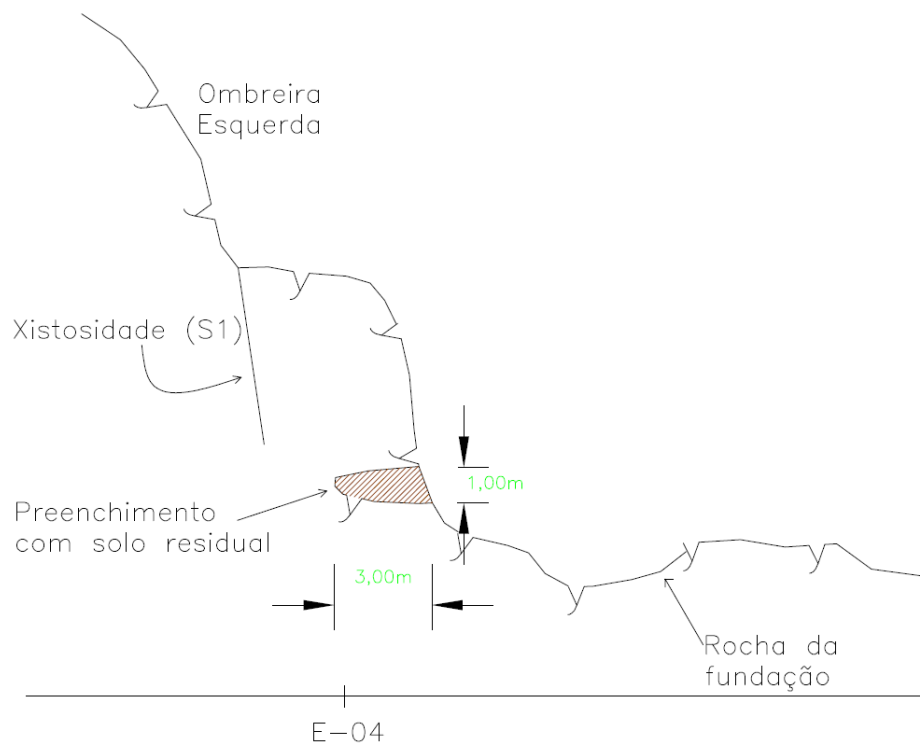 Ombreira
Esquerda
Xistosidade (S1)
1,00m
Preenchimento
com solo residual
3,00m
Rocha da
fundação
E-04